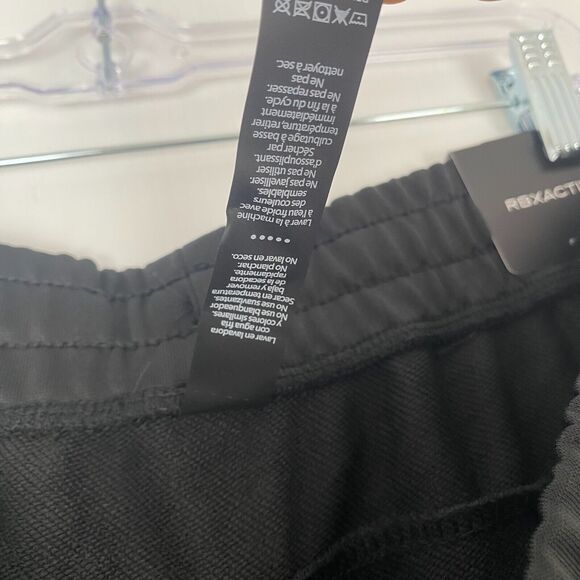 Lavar en lavadora
con agua fría
Y colores similares.
No use blanqueador
No use suavizantes.
Secar en temperatura
baja y remover
de la secadora
rapidamente.
No planchar.
No lavar en seco.
•••••
Laver à la machine
à l'eau froide avec
des couleurs
semblables.
Ne pas javelliser.
Ne pas utiliser
d'assouplissant.
Sécher par
culbutage à basse
température, retirer
immédiatement
à la fin du cycle.
Ne pas repasser.
Ne pas
nettoyer à sec.
RBXACTI